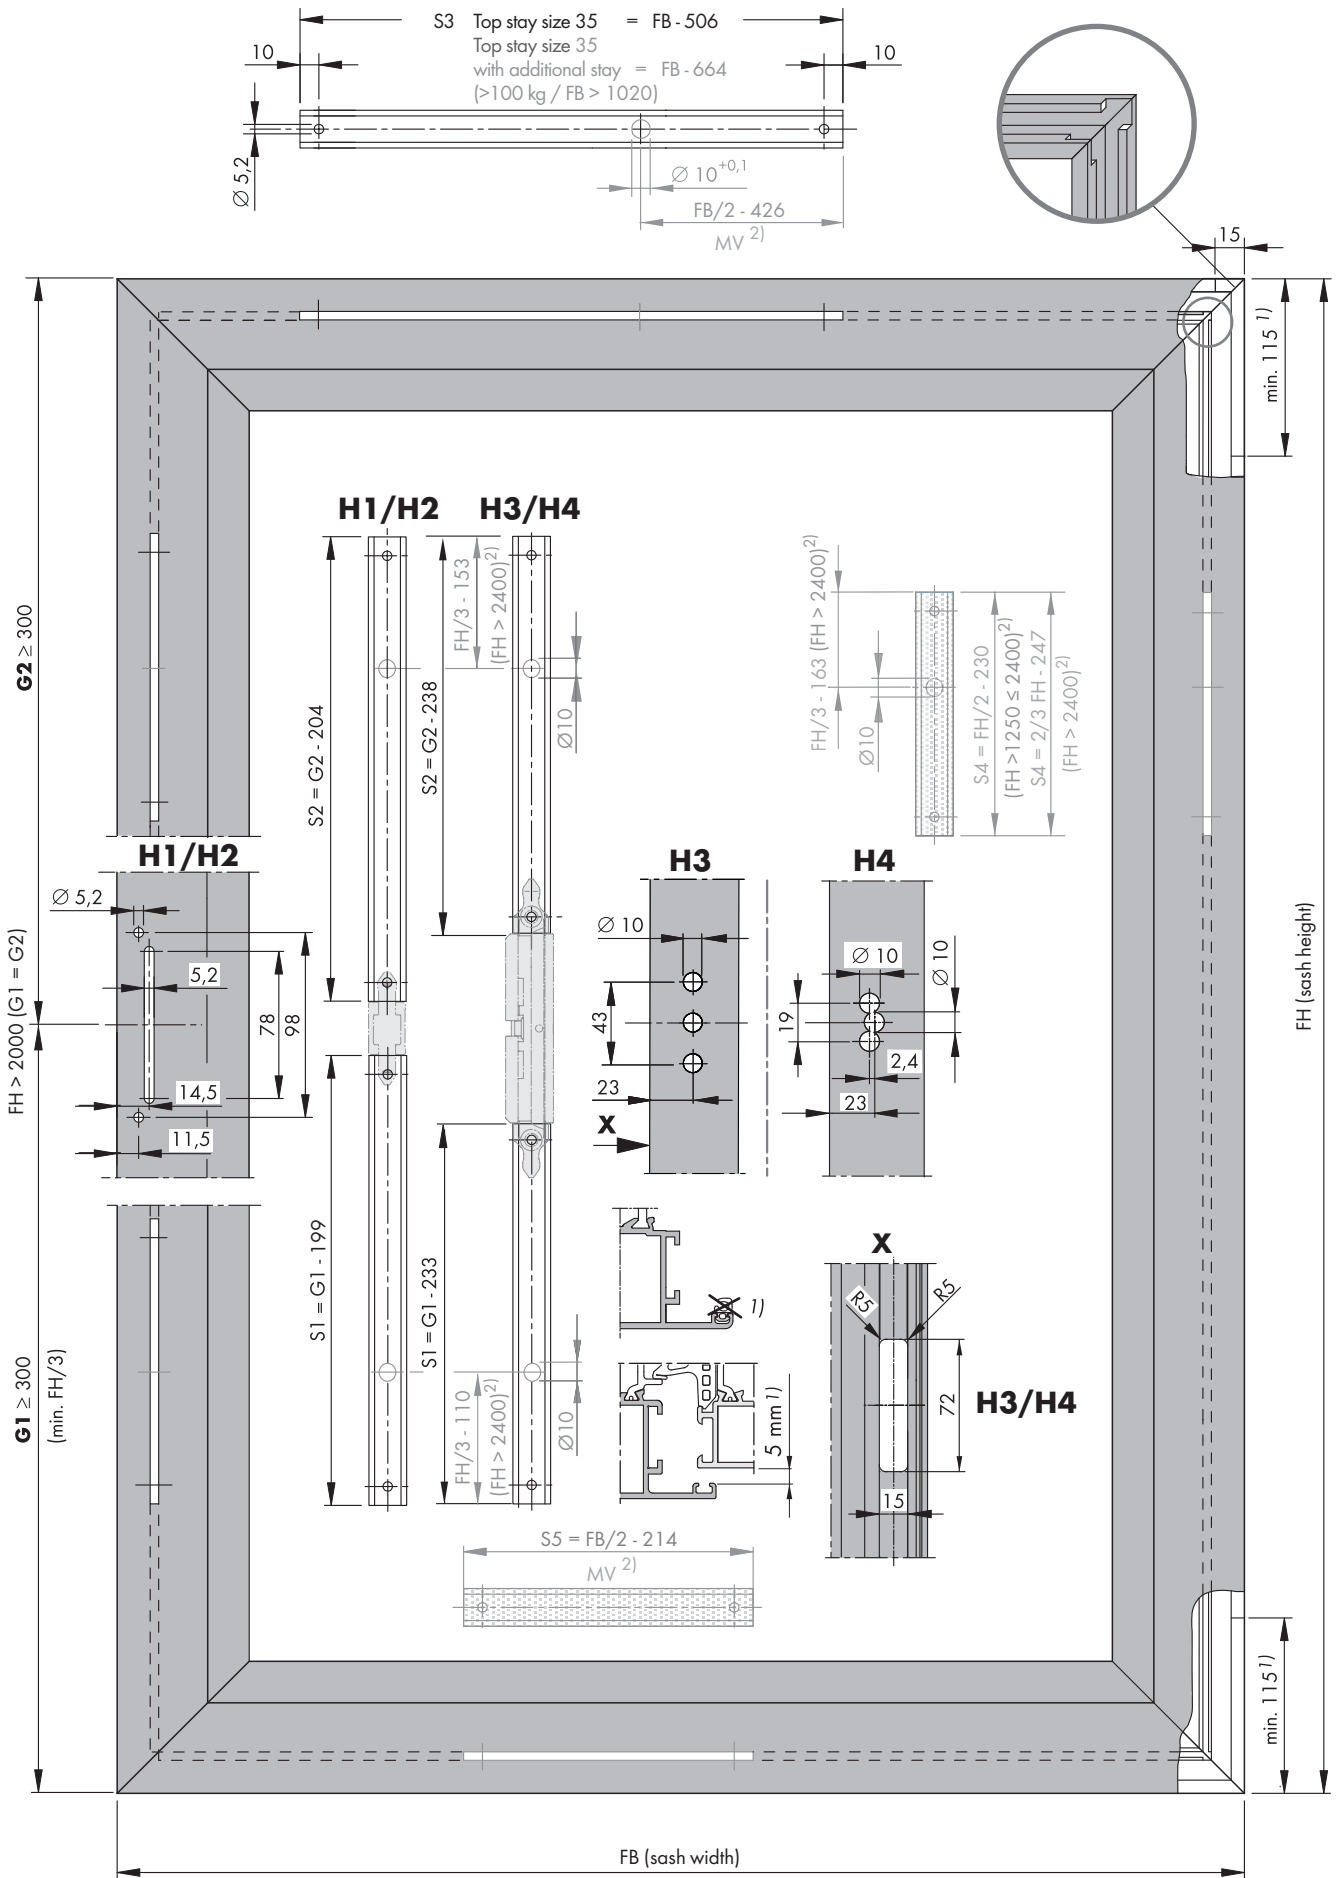 S3 Top stay size 35 = FB - 506
Top stay size 35
with additional stay = FB - 664
(>100 kg / FB > 1020)
10
10
Ø 5,2
Ø 10+0,1
FB/2 - 426
MV 2)
15
min. 115 1)
H1/H2
H3/H4
G2 ≥ 300
S2 = G2 - 204
S2 = G2 - 238
FH/3 - 153
(FH > 2400)2)
Ø10
FH/3 - 163 (FH > 2400)2)
Ø10
S4 = FH/2 - 230
(FH >1250 ≤ 2400)2)
S4 = 2/3 FH - 247
(FH > 2400)2)
H1/H2
H3
H4
Ø 5,2
5,2
78
98
14,5
11,5
FH > 2000 (G1 = G2)
Ø 10
43
23
X
Ø 10
Ø 10
19
2,4
23
FH (sash height)
S1 = G1 - 199
S1 = G1 - 233
1)
X
R5
R5
72
H3/H4
15
G1 ≥ 300
(min. FH/3)
FH/3 - 110
(FH > 2400)2)
Ø10
5 mm 1)
S5 = FB/2 - 214
MV 2)
min. 115 1)
FB (sash width)